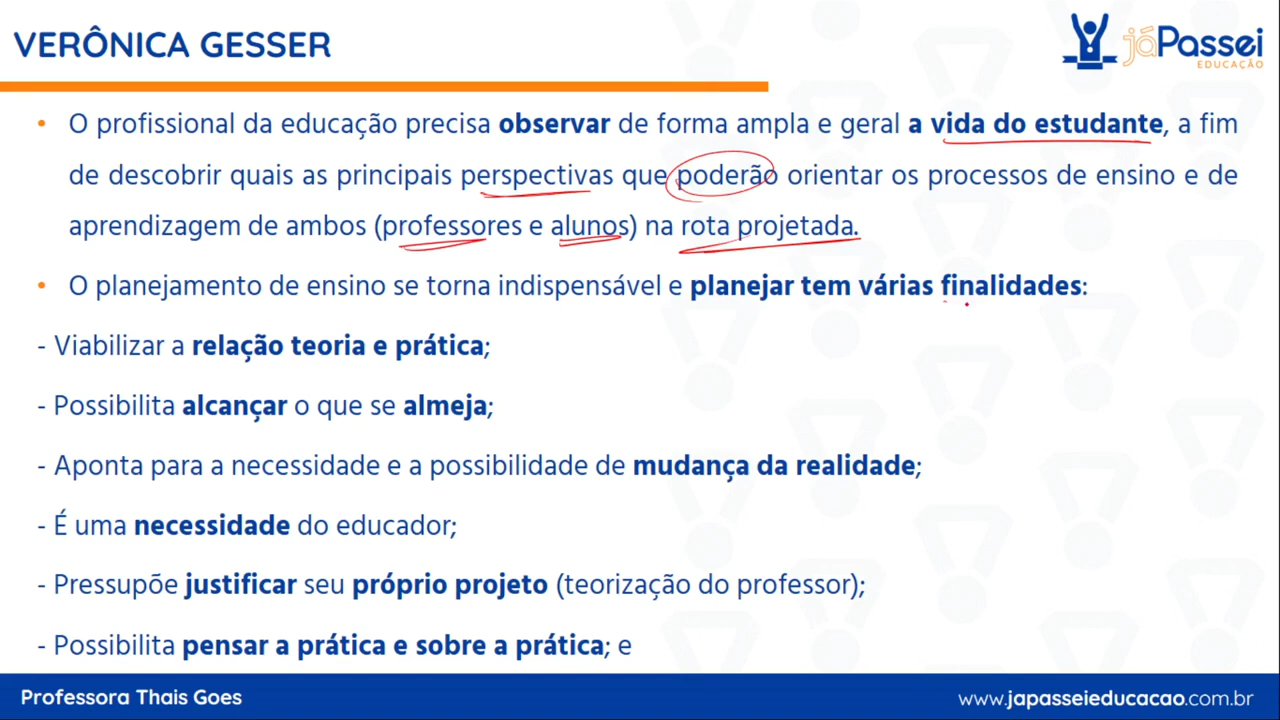 VERÔNICA GESSER
jáPassei
EDUCAÇÃO
• O profissional da educação precisa observar de forma ampla e geral a vida do estudante, a fim
de descobrir quais as principais perspectivas que poderão orientar os processos de ensino e de
aprendizagem de ambos (professores e alunos) na rota projetada.
• O planejamento de ensino se torna indispensável e planejar tem várias finalidades:
- Viabilizar a relação teoria e prática;
- Possibilita alcançar o que se almeja;
- Aponta para a necessidade e a possibilidade de mudança da realidade;
- É uma necessidade do educador;
- Pressupõe justificar seu próprio projeto (teorização do professor);
- Possibilita pensar a prática e sobre a prática; e
Professora Thais Goes
www.japasseieducacao.com.br